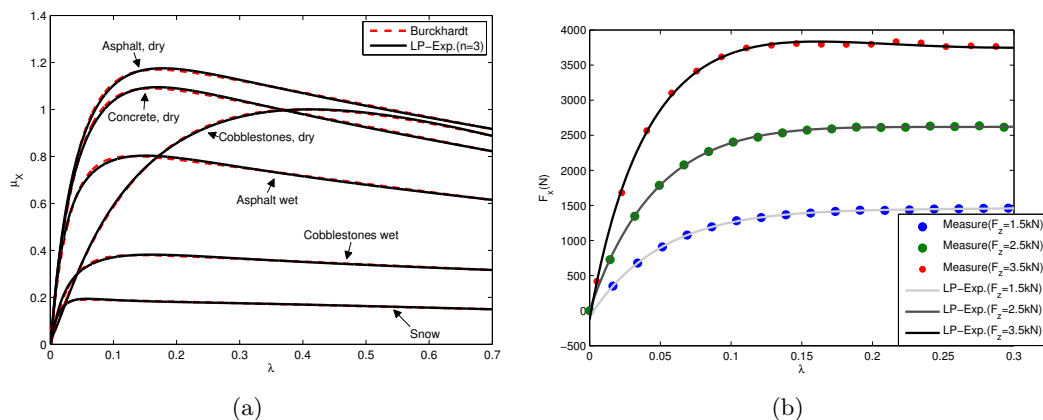 1.4
1.2
1
0.8
0.6
0.4
0.2
0
0 0.1 0.2 0.3 0.4 0.5 0.6 0.7
μX
λ
Burckhardt
LP−Exp.(n=3)
Asphalt, dry
Concrete, dry
Cobblestones, dry
Asphalt wet
Cobblestones wet
Snow
(a)
4000
3500
3000
2500
2000
1500
1000
500
0
−500
0 0.05 0.1 0.15 0.2 0.25 0.3
Fx(N)
λ
Measure(Fz=1.5kN)
Measure(Fz=2.5kN)
Measure(Fz=3.5kN)
LP−Exp.(Fz=1.5kN)
LP−Exp.(Fz=2.5kN)
LP−Exp.(Fz=3.5kN)
(b)